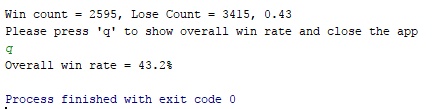 Win count = 2595, Lose Count = 3415, 0.43
Please press 'q' to show overall win rate and close the app
q
Overall win rate = 43.2%
Process finished with exit code 0